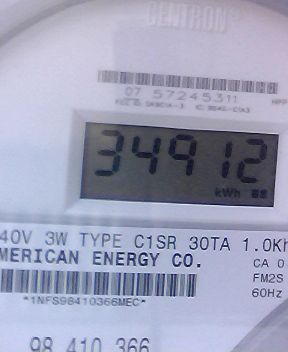 CENTRON
07 57245311
34912
kWh
40V 3W TYPE C1SR 30TA 1.0Kh
MERICAN ENERGY CO.
CA 0
FM2S
*1NFS98410366MEC*
60Hz
98 410 366